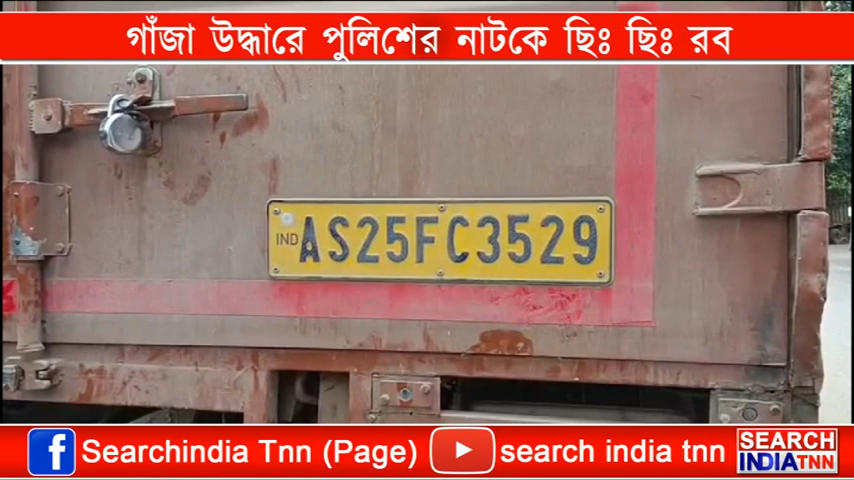 গাঁজা উদ্ধারে পুলিশের নাটকে ছিঃ ছিঃ রব
IND AS25FC3529
Searchindia Tnn (Page) search india tnn
SEARCH
INDIATNN